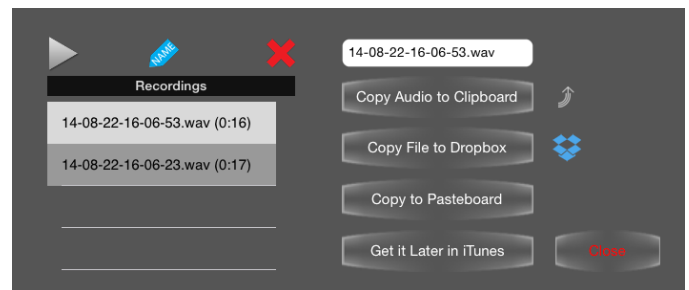 NAME
Recordings
14-08-22-16-06-53.wav (0:16)
14-08-22-16-06-23.wav (0:17)
14-08-22-16-06-53.wav
Copy Audio to Clipboard
Copy File to Dropbox
Copy to Pasteboard
Get it Later in iTunes
Close